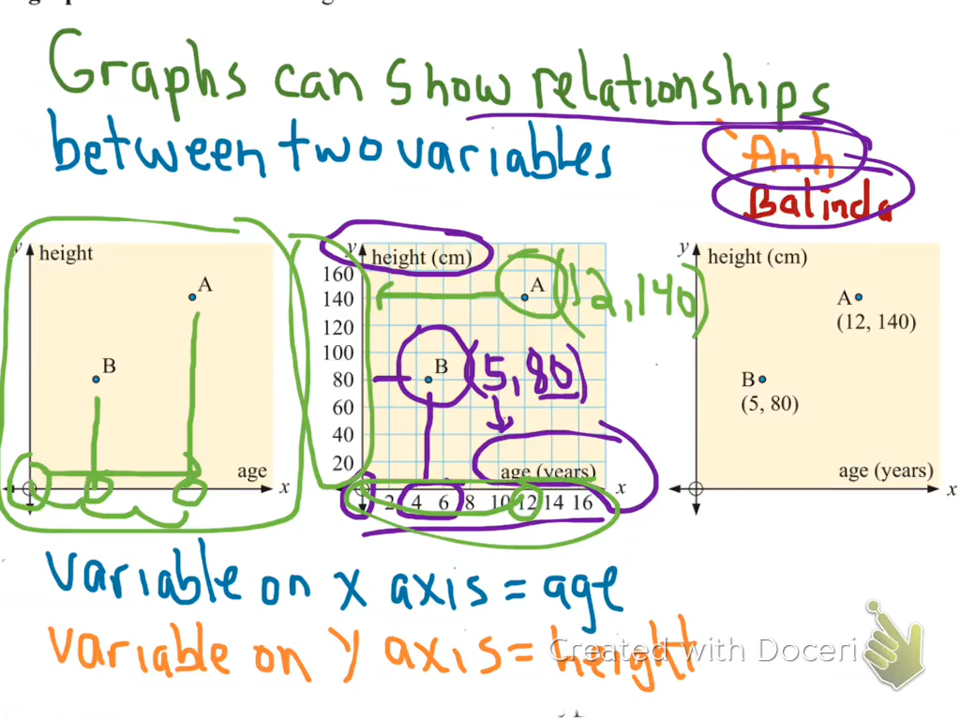 Graphs can show relationships
between two variables
Anh
Balinda
y height
A
B
age
x
y height (cm)
160
140
120
100
80
60
40
20
A (12, 140)
B (5, 80)
age (years)
2 4 6 8 10 12 14 16
x
y height (cm)
A
(12, 140)
B
(5, 80)
age (years)
x
variable on x axis = age
variable on y axis = height
Created with Doceri